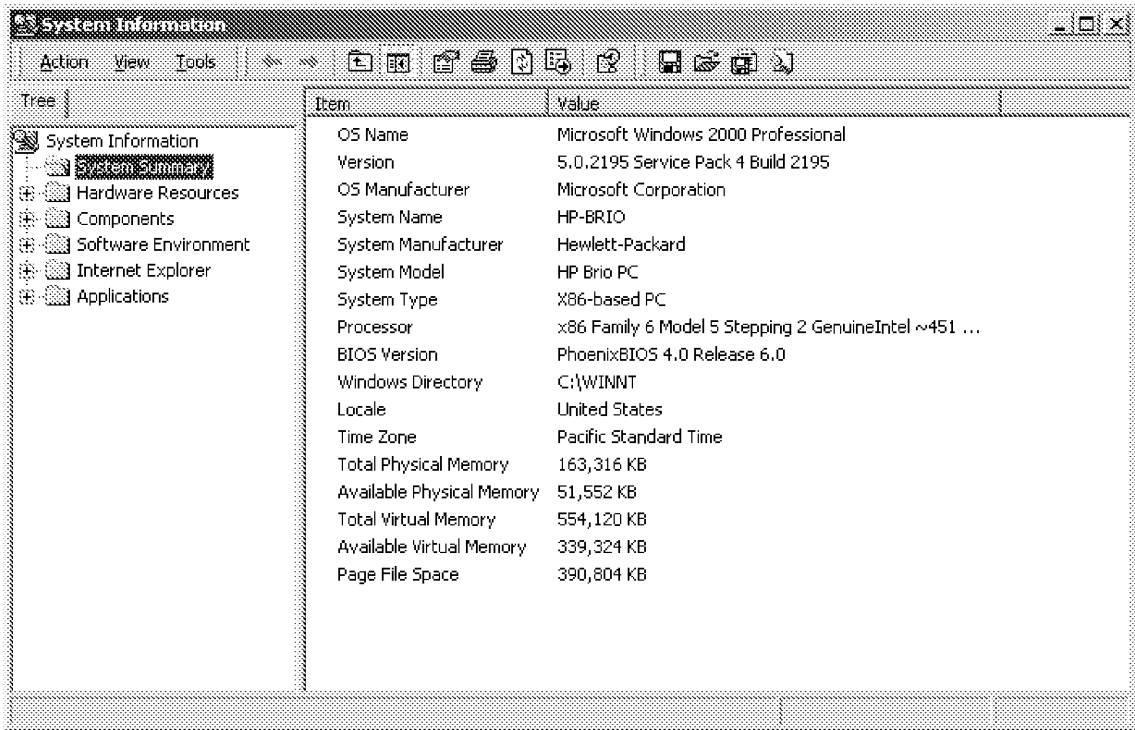 System Information
Action View Tools
Tree
System Information
System Summary
Hardware Resources
Components
Software Environment
Internet Explorer
Applications
Item Value
OS Name Microsoft Windows 2000 Professional
Version 5.0.2195 Service Pack 4 Build 2195
OS Manufacturer Microsoft Corporation
System Name HP-BRIO
System Manufacturer Hewlett-Packard
System Model HP Brio PC
System Type X86-based PC
Processor x86 Family 6 Model 5 Stepping 2 GenuineIntel ~451 ...
BIOS Version PhoenixBIOS 4.0 Release 6.0
Windows Directory C:\WINNT
Locale United States
Time Zone Pacific Standard Time
Total Physical Memory 163,316 KB
Available Physical Memory 51,552 KB
Total Virtual Memory 554,120 KB
Available Virtual Memory 339,324 KB
Page File Space 390,804 KB